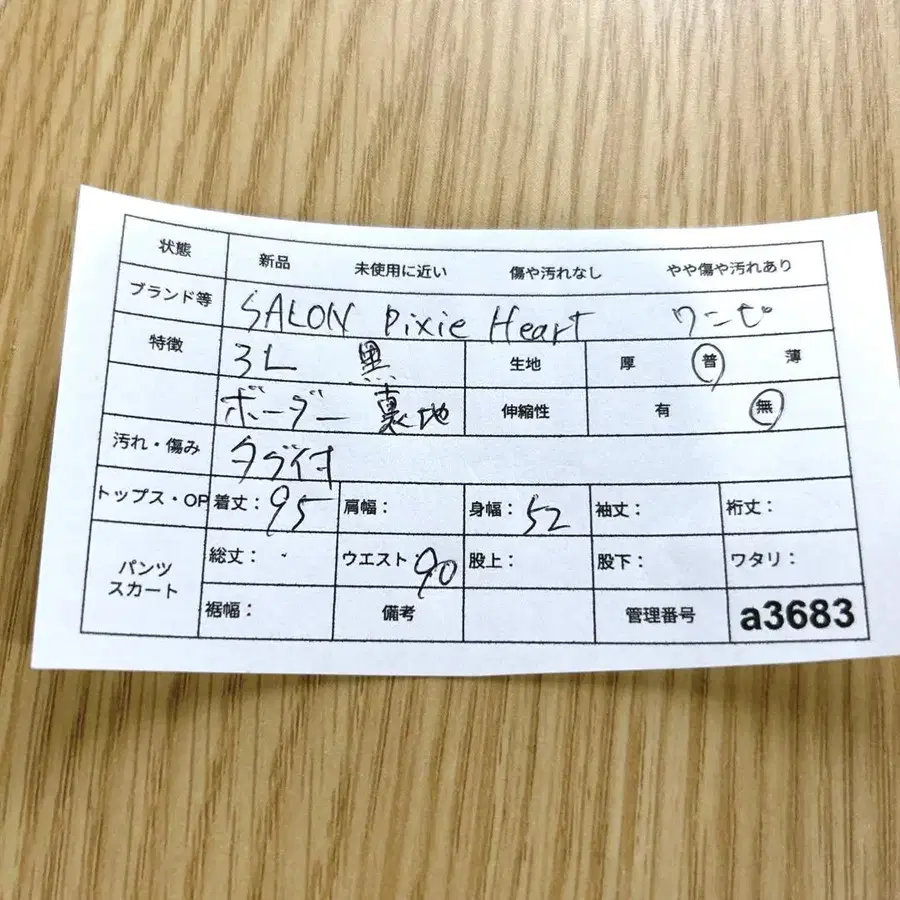 状態 新品 未使用に近い 傷や汚れなし やや傷や汚れあり
ブランド等 SALON Pixie Heart ワンピ
特徴 3L 黒 生地 厚 普 薄
ボーダー 裏地 伸縮性 有 無
汚れ・傷み タグ付
トップス・OP 着丈： 95 肩幅： 身幅： 52 袖丈： 裄丈：
パンツ スカート 総丈： ウエスト： 90 股上： 股下： ワタリ：
裾幅： 備考 管理番号 a3683